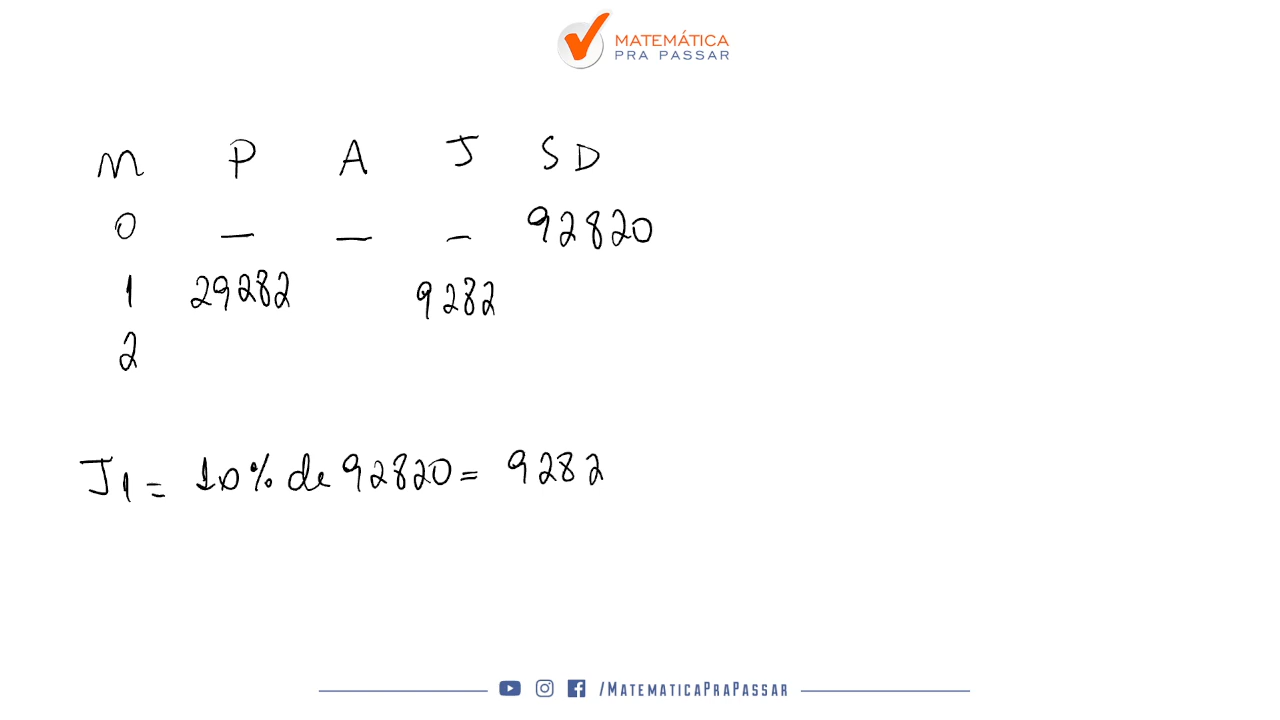 MATEMÁTICA
PRA PASSAR
M P A J SD
0 — — — 92820
1 29282 9282
2
J1 = 10% de 92820 = 9282
/MATEMATICAPRAPASSAR